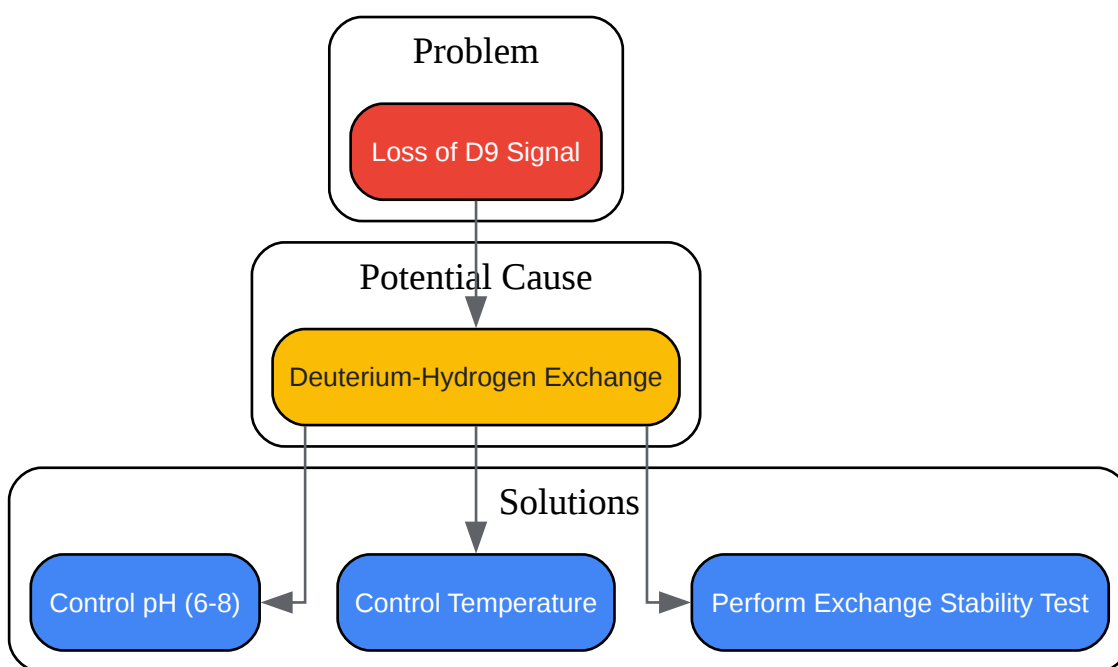 Problem
Loss of D9 Signal
Potential Cause
Deuterium-Hydrogen Exchange
Solutions
Control pH (6-8)
Control Temperature
Perform Exchange Stability Test